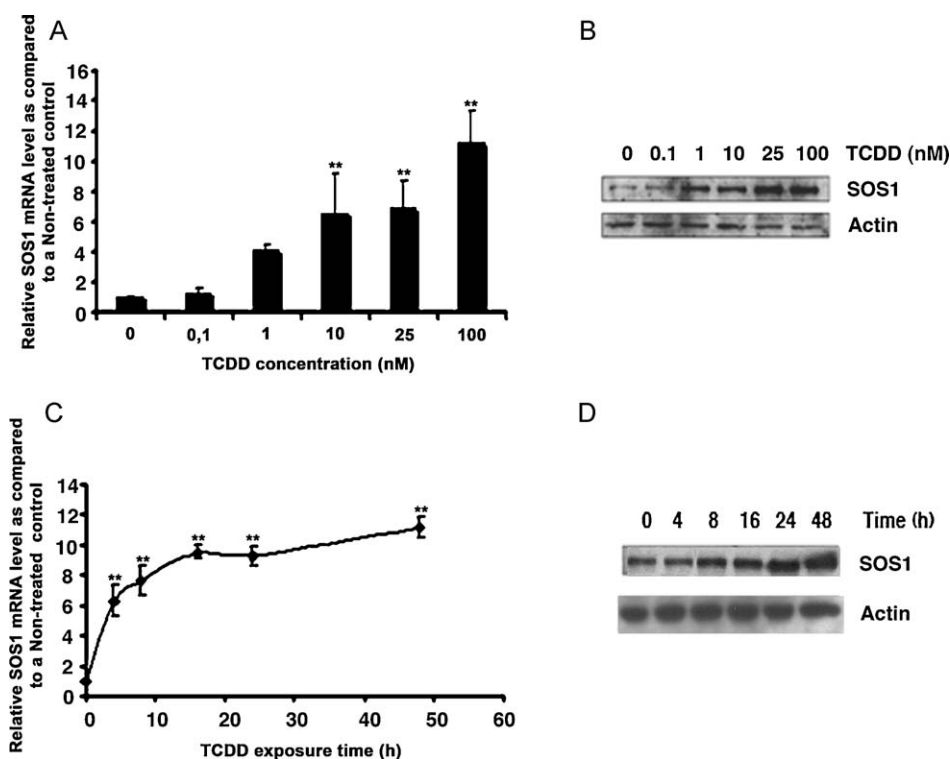 A
Relative SOS1 mRNA level as compared
to a Non-treated control
16
14
12
10
8
6
4
2
0
**
**
**
0 0,1 1 10 25 100
TCDD concentration (nM)
B
0 0.1 1 10 25 100 TCDD (nM)
SOS1
Actin
C
Relative SOS1 mRNA level as compared
to a Non-treated control
14
12
10
8
6
4
2
0
**
**
**
**
**
0 10 20 30 40 50 60
TCDD exposure time (h)
D
0 4 8 16 24 48 Time (h)
SOS1
Actin